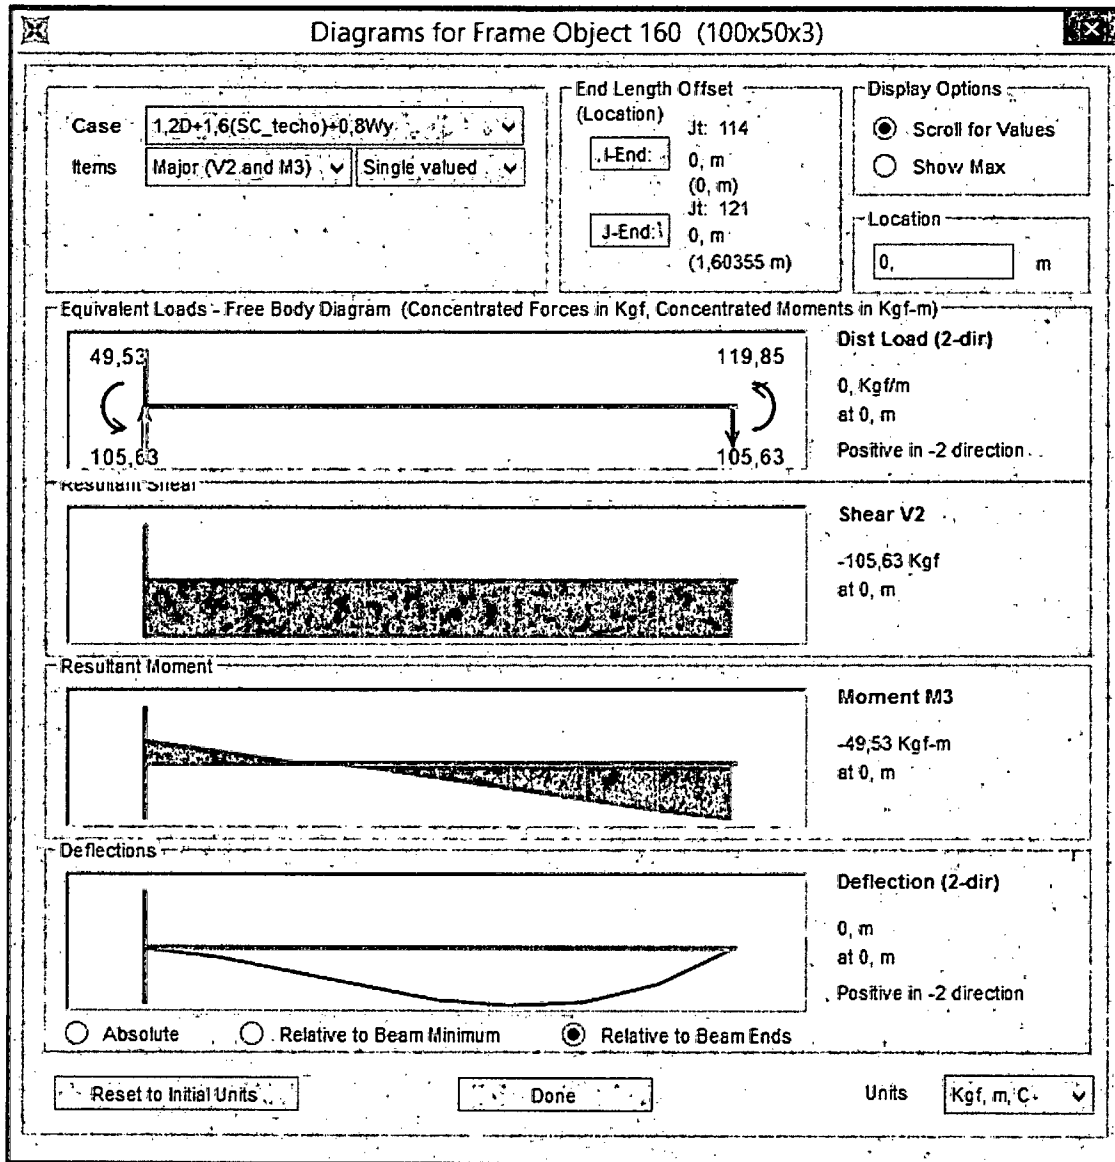 Diagrams for Frame Object 160 (100x50x3)
Case 1,2D+1,6(SC_techo)+0,8Wy
Items Major (V2 and M3) Single valued
End Length Offset
(Location)
I-End: Jt: 114
0, m
(0, m)
J-End: Jt: 121
0, m
(1,60355 m)
Display Options
Scroll for Values
Show Max
Location
0, m
Equivalent Loads - Free Body Diagram (Concentrated Forces in Kgf, Concentrated Moments in Kgf-m)
49,53 119,85
105,63 105,63
Dist Load (2-dir)
0, Kgf/m
at 0, m
Positive in -2 direction
Resultant Shear
Shear V2
-105,63 Kgf
at 0, m
Resultant Moment
Moment M3
-49,53 Kgf-m
at 0, m
Deflections
Deflection (2-dir)
0, m
at 0, m
Positive in -2 direction
Absolute Relative to Beam Minimum Relative to Beam Ends
Reset to Initial Units Done Units Kgf, m, C